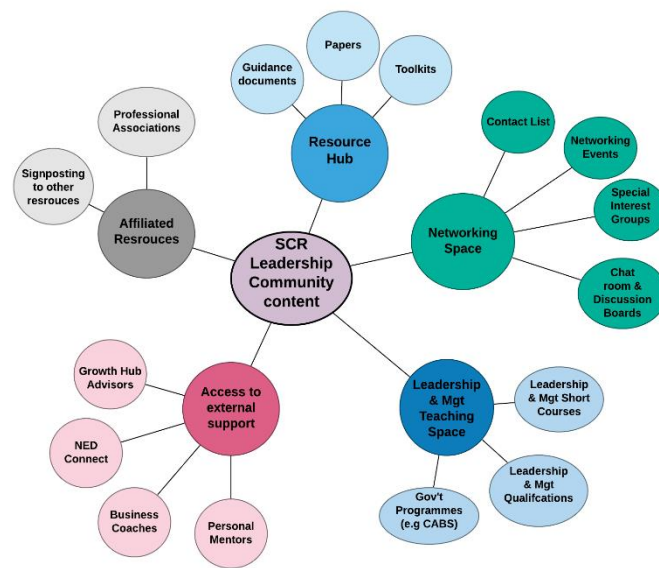 Papers
Guidance
documents
Toolkits
Resource
Hub
Professional
Associations
Signposting
to other
resrouces
Affiliated
Resrouces
Contact List
Networking
Events
Special
Interest
Groups
Networking
Space
Chat
room &
Discussion
Boards
SCR
Leadership
Community
content
Growth Hub
Advisors
NED
Connect
Business
Coaches
Personal
Mentors
Access to
external
support
Leadership
& Mgt
Teaching
Space
Leadership
& Mgt Short
Courses
Leadership
& Mgt
Qualifcations
Gov't
Programmes
(e.g CABS)